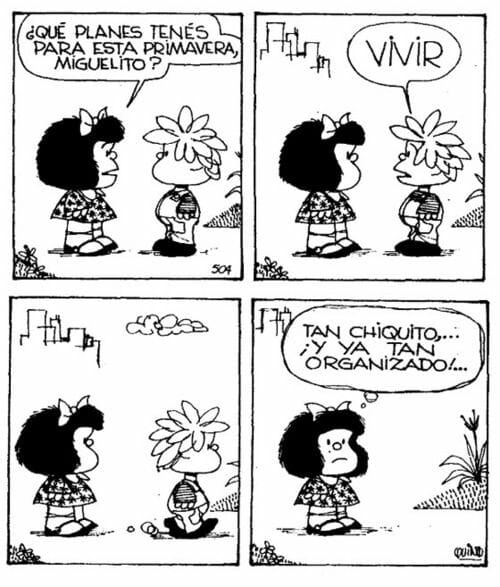 ¿QUÉ PLANES TENÉS
PARA ESTA PRIMAVERA,
MIGUELITO?
504
VIVIR
TAN CHIQUITO,...
¡Y YA TAN
ORGANIZADO!...
QUINO